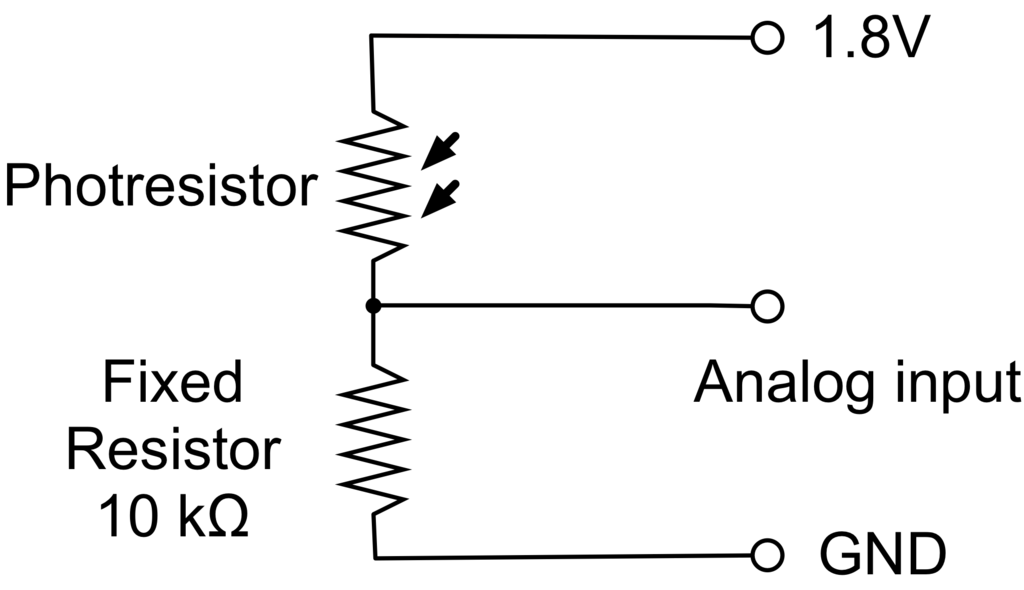 1.8V
Photresistor
Fixed
Resistor
10 kΩ
Analog input
GND